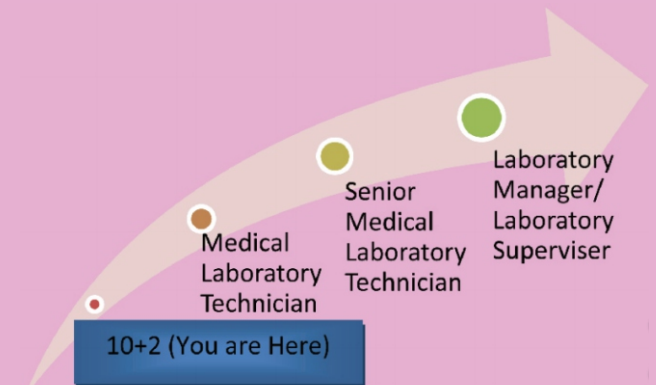 10+2 (You are Here)
Medical
Laboratory
Technician
Senior
Medical
Laboratory
Technician
Laboratory
Manager/
Laboratory
Superviser